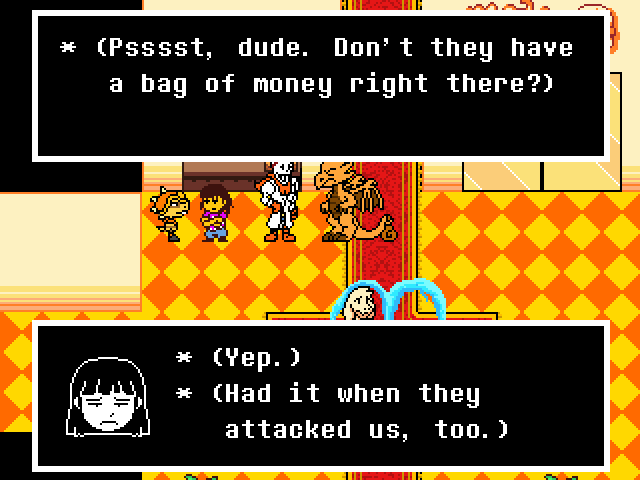 * (Psssst, dude. Don't they have
a bag of money right there?)
* (Yep.)
* (Had it when they
attacked us, too.)